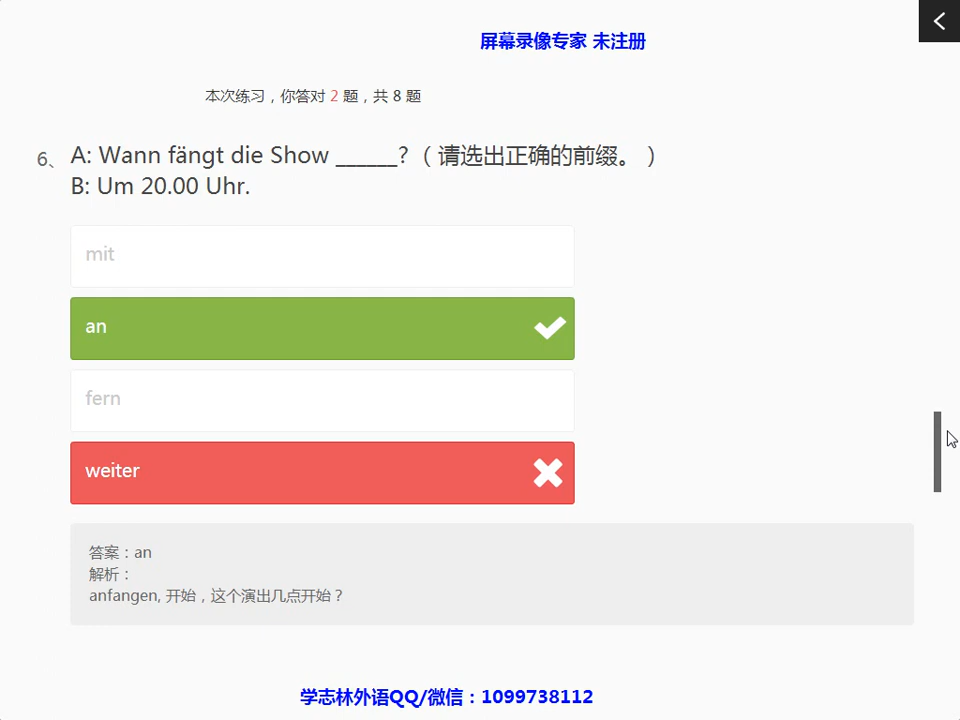 屏幕录像专家 未注册
本次练习，你答对 2 题，共 8 题
6、 A: Wann fängt die Show ______?（ 请选出正确的前缀。 ）
B: Um 20.00 Uhr.
mit
an
fern
weiter
答案：an
解析：
anfangen, 开始，这个演出几点开始？
学志林外语QQ/微信：1099738112